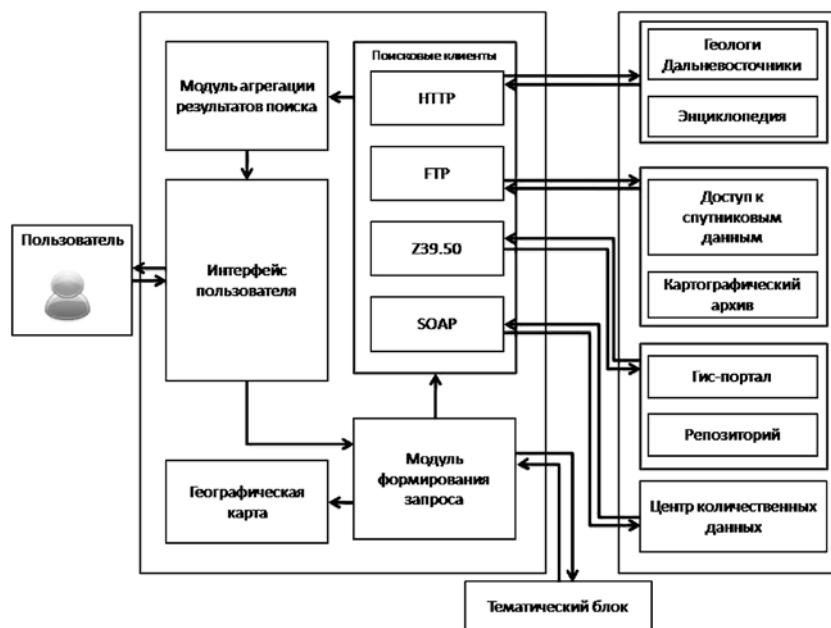 Пользователь
Модуль агрегации
результатов поиска
Интерфейс
пользователя
Географическая
карта
Поисковые клиенты
HTTP
FTP
Z39.50
SOAP
Модуль
формирования
запроса
Тематический блок
Геологи
Дальневосточники
Энциклопедия
Доступ к
спутниковым
данным
Картографический
архив
Гис-портал
Репозиторий
Центр количественных
данных